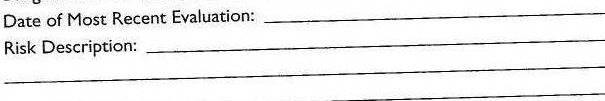 Date of Most Recent Evaluation:
Risk Description: